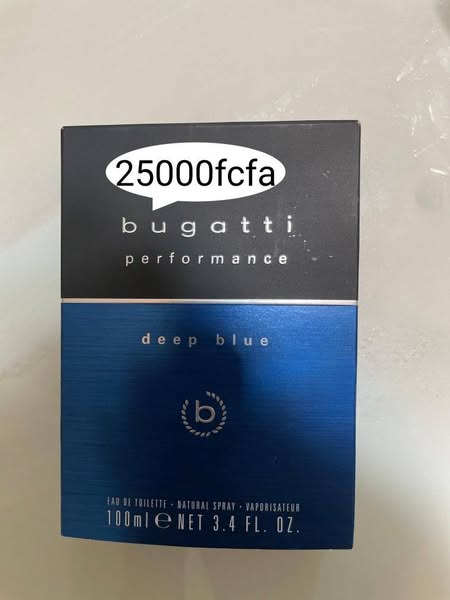 25000fcfa
bugatti
performance
deep blue
b
EAU DE TOILETTE · NATURAL SPRAY · VAPORISATEUR
100ml ℮ NET 3.4 FL. OZ.